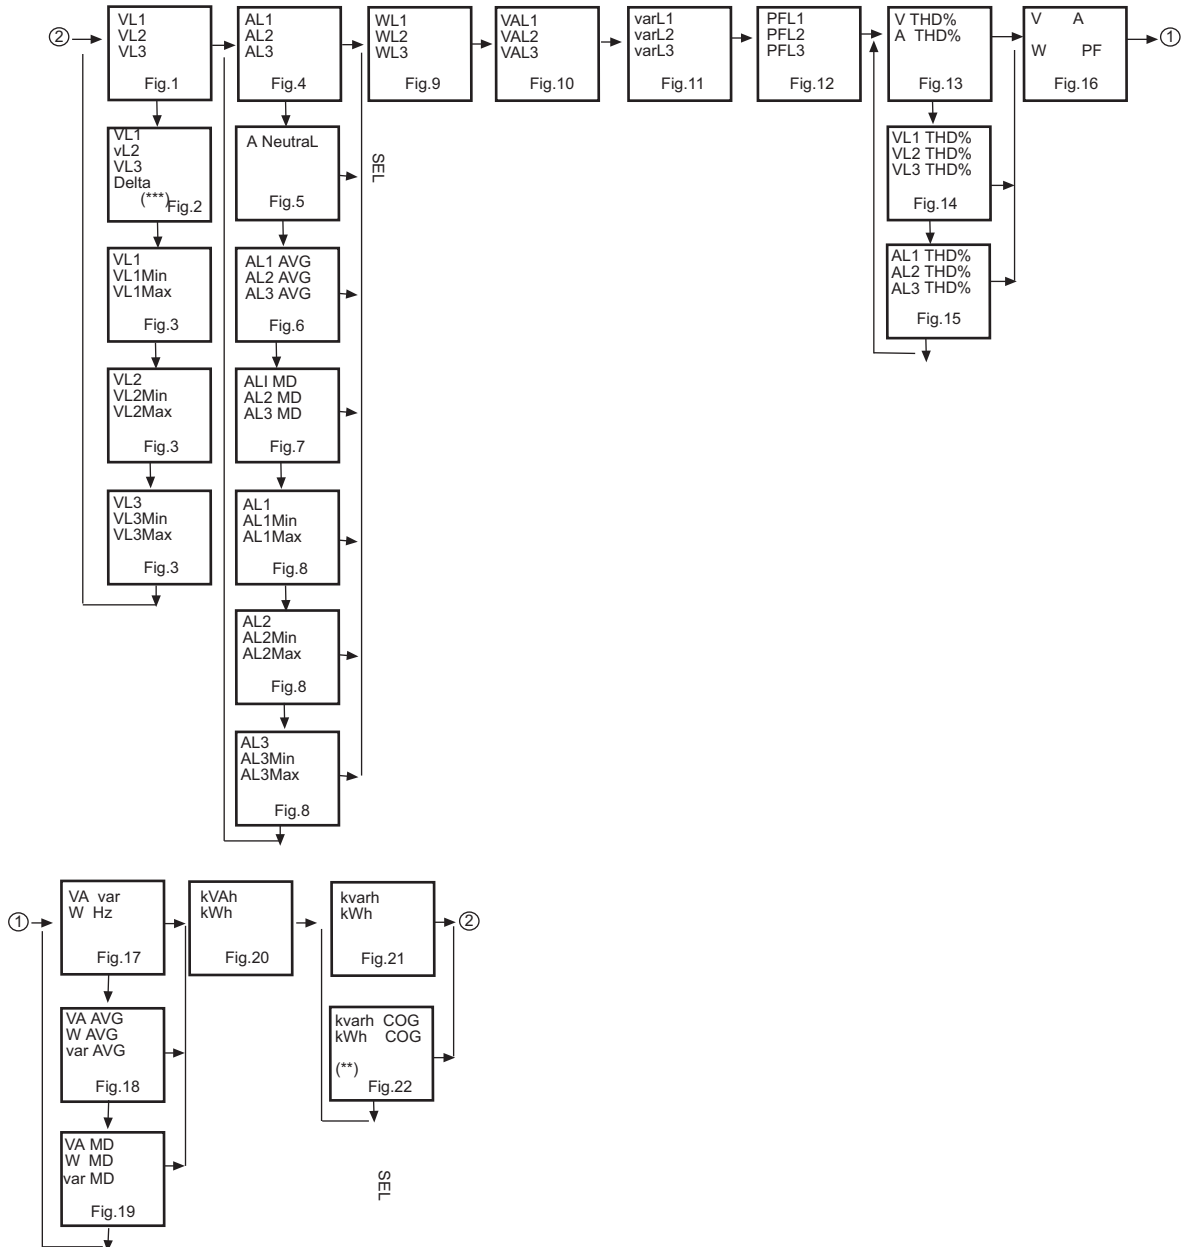 ②
VL1
VL2
VL3
Fig.1
VL1
vL2
VL3
Delta
(***)
Fig.2
VL1
VL1Min
VL1Max
Fig.3
VL2
VL2Min
VL2Max
Fig.3
VL3
VL3Min
VL3Max
Fig.3
AL1
AL2
AL3
Fig.4
A NeutraL
Fig.5
AL1 AVG
AL2 AVG
AL3 AVG
Fig.6
ALI MD
AL2 MD
AL3 MD
Fig.7
AL1
AL1Min
AL1Max
Fig.8
AL2
AL2Min
AL2Max
Fig.8
AL3
AL3Min
AL3Max
Fig.8
SEL
WL1
WL2
WL3
Fig.9
VAL1
VAL2
VAL3
Fig.10
varL1
varL2
varL3
Fig.11
PFL1
PFL2
PFL3
Fig.12
V THD%
A THD%
Fig.13
VL1 THD%
VL2 THD%
VL3 THD%
Fig.14
AL1 THD%
AL2 THD%
AL3 THD%
Fig.15
V A
W PF
Fig.16
①
①
VA var
W Hz
Fig.17
VA AVG
W AVG
var AVG
Fig.18
VA MD
W MD
var MD
Fig.19
kVAh
kWh
Fig.20
kvarh
kWh
Fig.21
②
kvarh COG
kWh COG
(**)
Fig.22
SEL